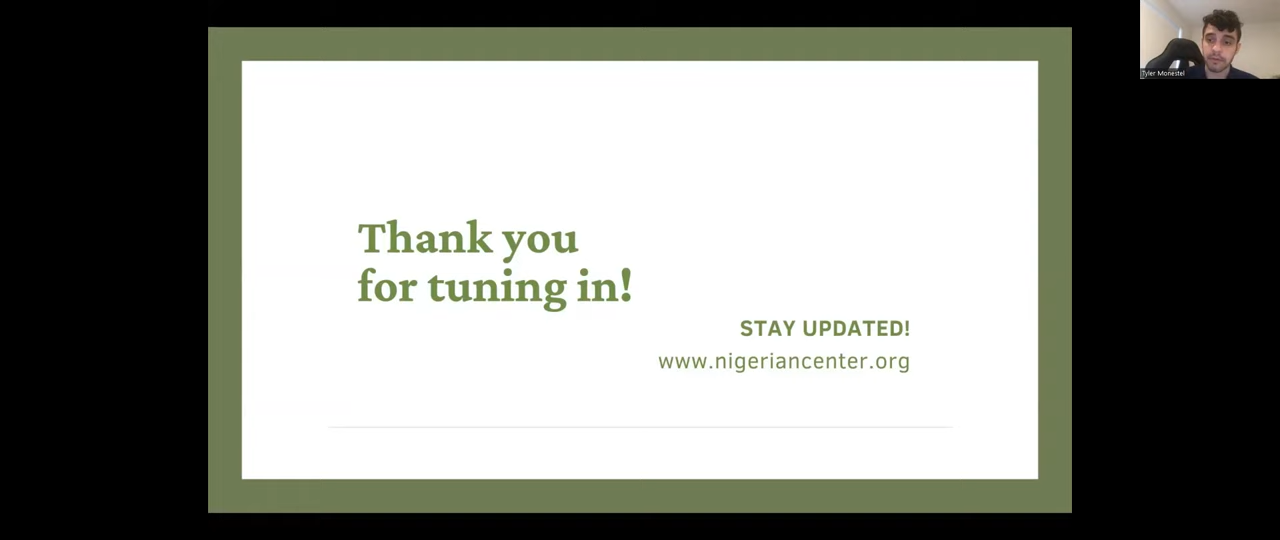 Thank you
for tuning in!
STAY UPDATED!
www.nigeriancenter.org
Tyler Monestel